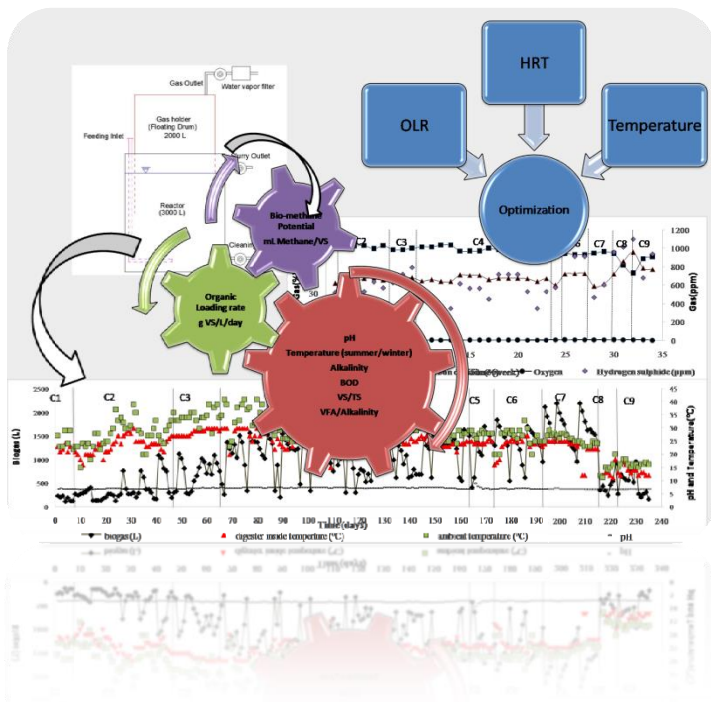 Gas Outlet
Water vapor filter
Gas holder
(Floating Drum)
2000 L
Feeding Inlet
Outlet
Reactor
(3000 L)
HRT
OLR
Temperature
Optimization
Bio-methane
Potential
mL Methane/VS
Organic
Loading rate
g VS/L/day
pH
Temperature (summer/winter)
Alkalinity
BOD
VS/TS
VFA/Alkalinity
C2 C3 C4 C7 C8 C9
30
1200
1000
800
600
400
200
0
Gas(ppm)
10 15 20 25 30 35
Oxygen
Hydrogen sulphide (ppm)
C1 C2 C3 C5 C6 C7 C8 C9
2500
2000
1500
1000
500
0
Biogas (L)
45
40
35
30
25
20
15
10
5
0
pH and Temperature(°C)
0 10 20 30 40 50 60 70 80 90 100 110 120 130 140 150 160 170 180 190 200 210 220 230 240
Time (days)
biogas(L)
digester inside temperture (°C)
ambient temperature (°C)
pH